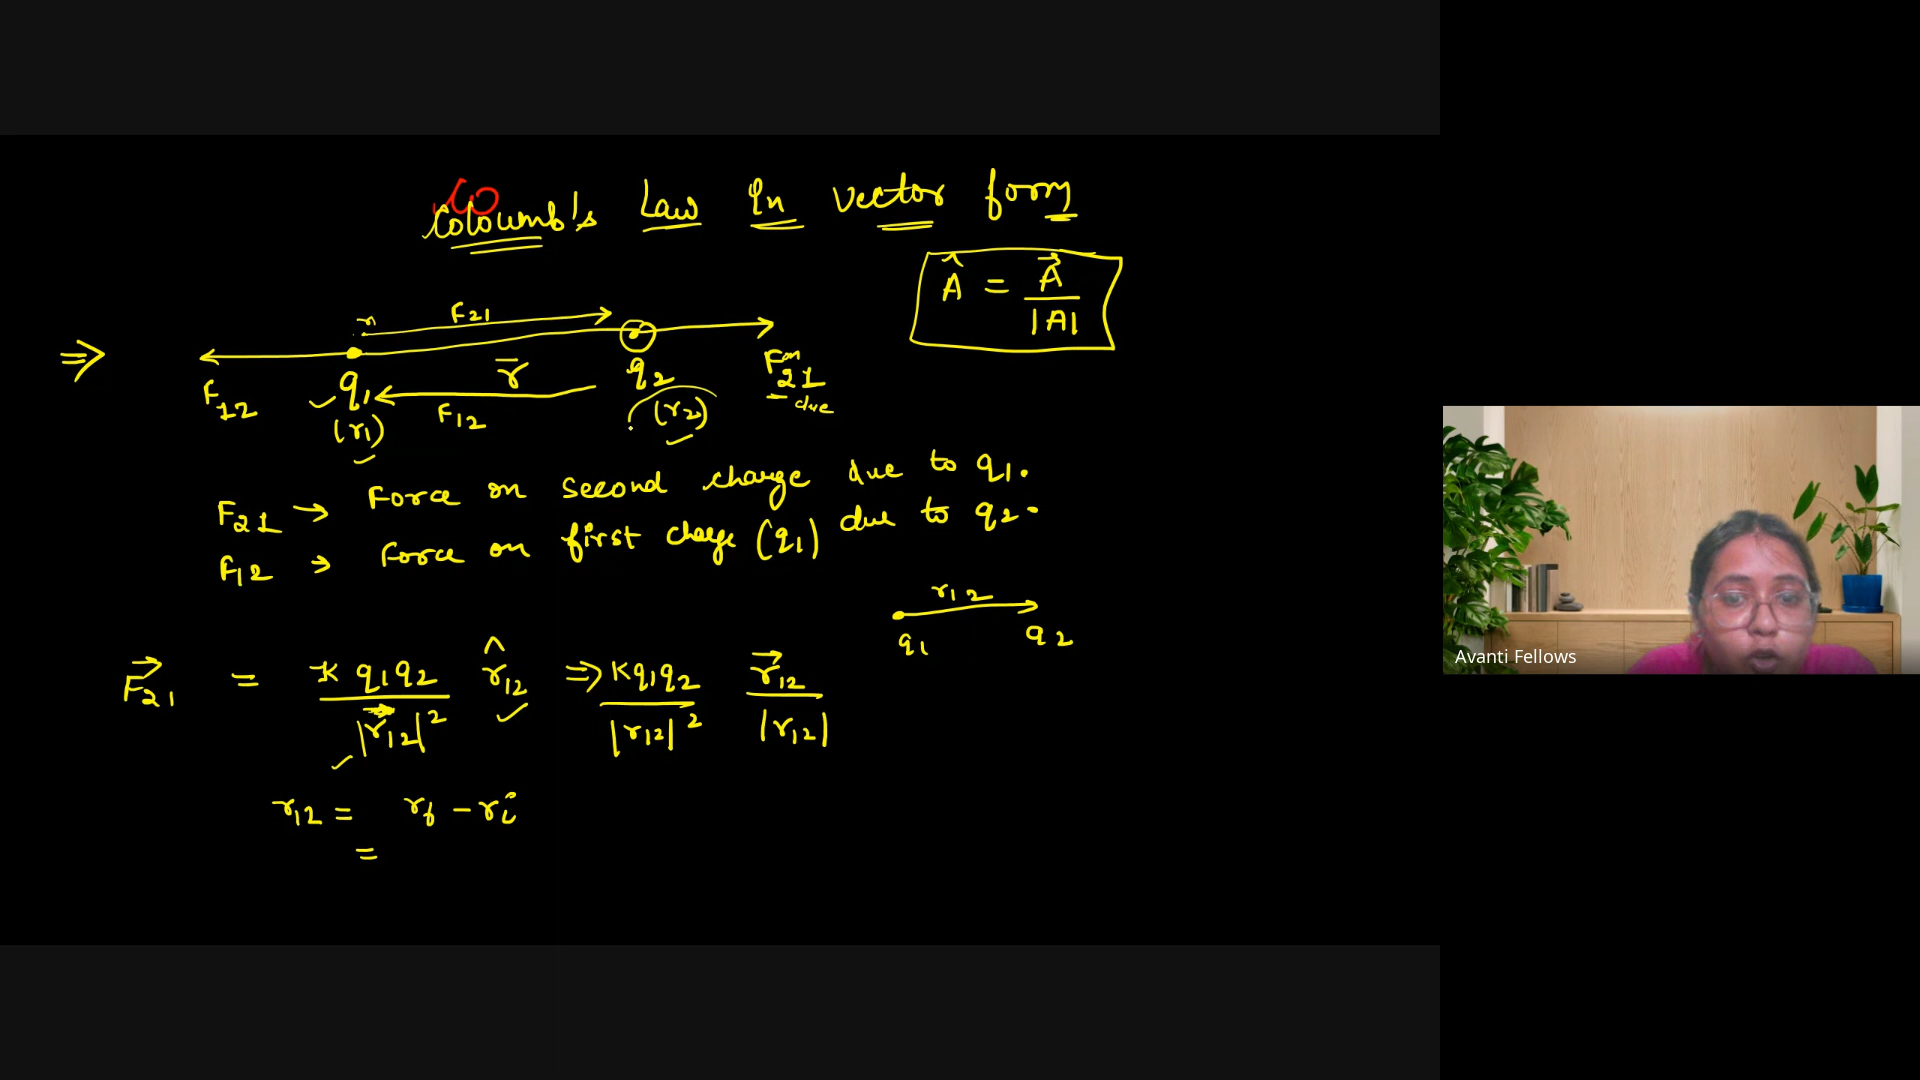 Coloumb's Law In vector form
Â = A⃗ / |A|
F21
r̄
F12
q1
(r1)
F12
q2
(r2)
F21
on
due
F21 → Force on second charge due to q1.
F12 → Force on first charge (q1) due to q2.
r12
q1 q2
F⃗21 = K q1q2 / |r⃗12|² r̂12 ⇒ Kq1q2 / |r12|² r⃗12 / |r12|
r12 = rf - ri
=
Avanti Fellows